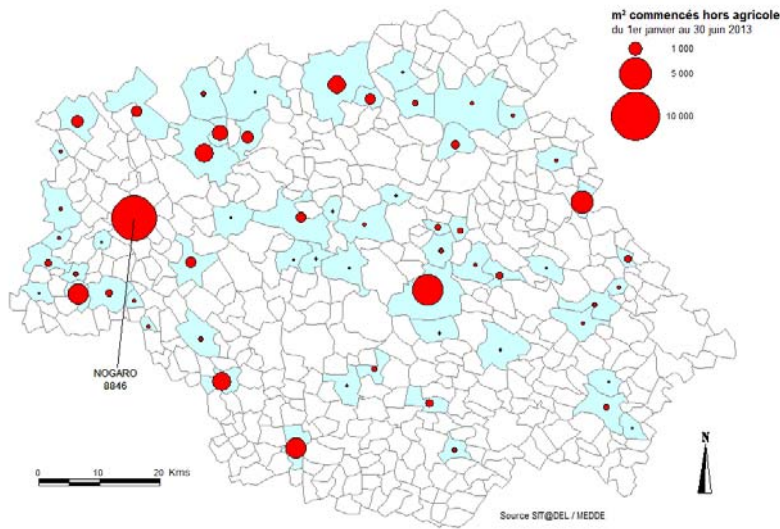 m² commencés hors agricole
du 1er janvier au 30 juin 2013
1 000
5 000
10 000
NOGARO
8846
0 10 20 Kms
N
Source SIT@DEL / MEDDE